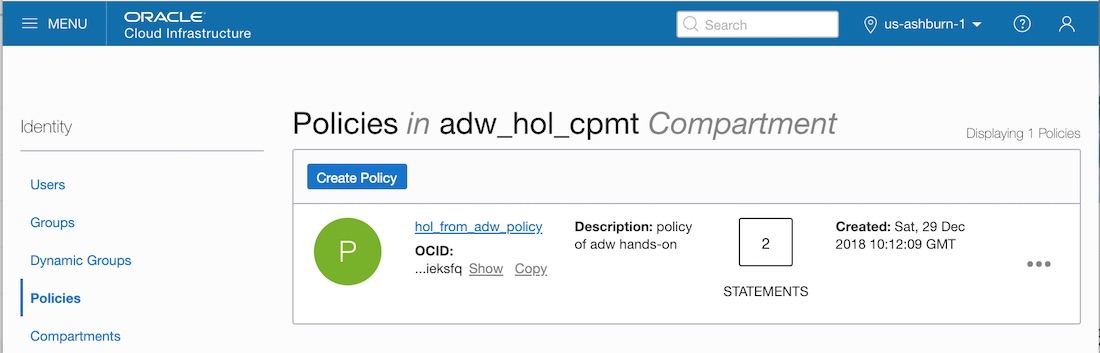 MENU
ORACLE
Cloud Infrastructure
Search
us-ashburn-1
?
Identity
Users
Groups
Dynamic Groups
Policies
Compartments
Policies in adw_hol_cpmt Compartment
Displaying 1 Policies
Create Policy
P
hol_from_adw_policy
OCID:
...ieksfq Show Copy
Description: policy
of adw hands-on
2
STATEMENTS
Created: Sat, 29 Dec
2018 10:12:09 GMT